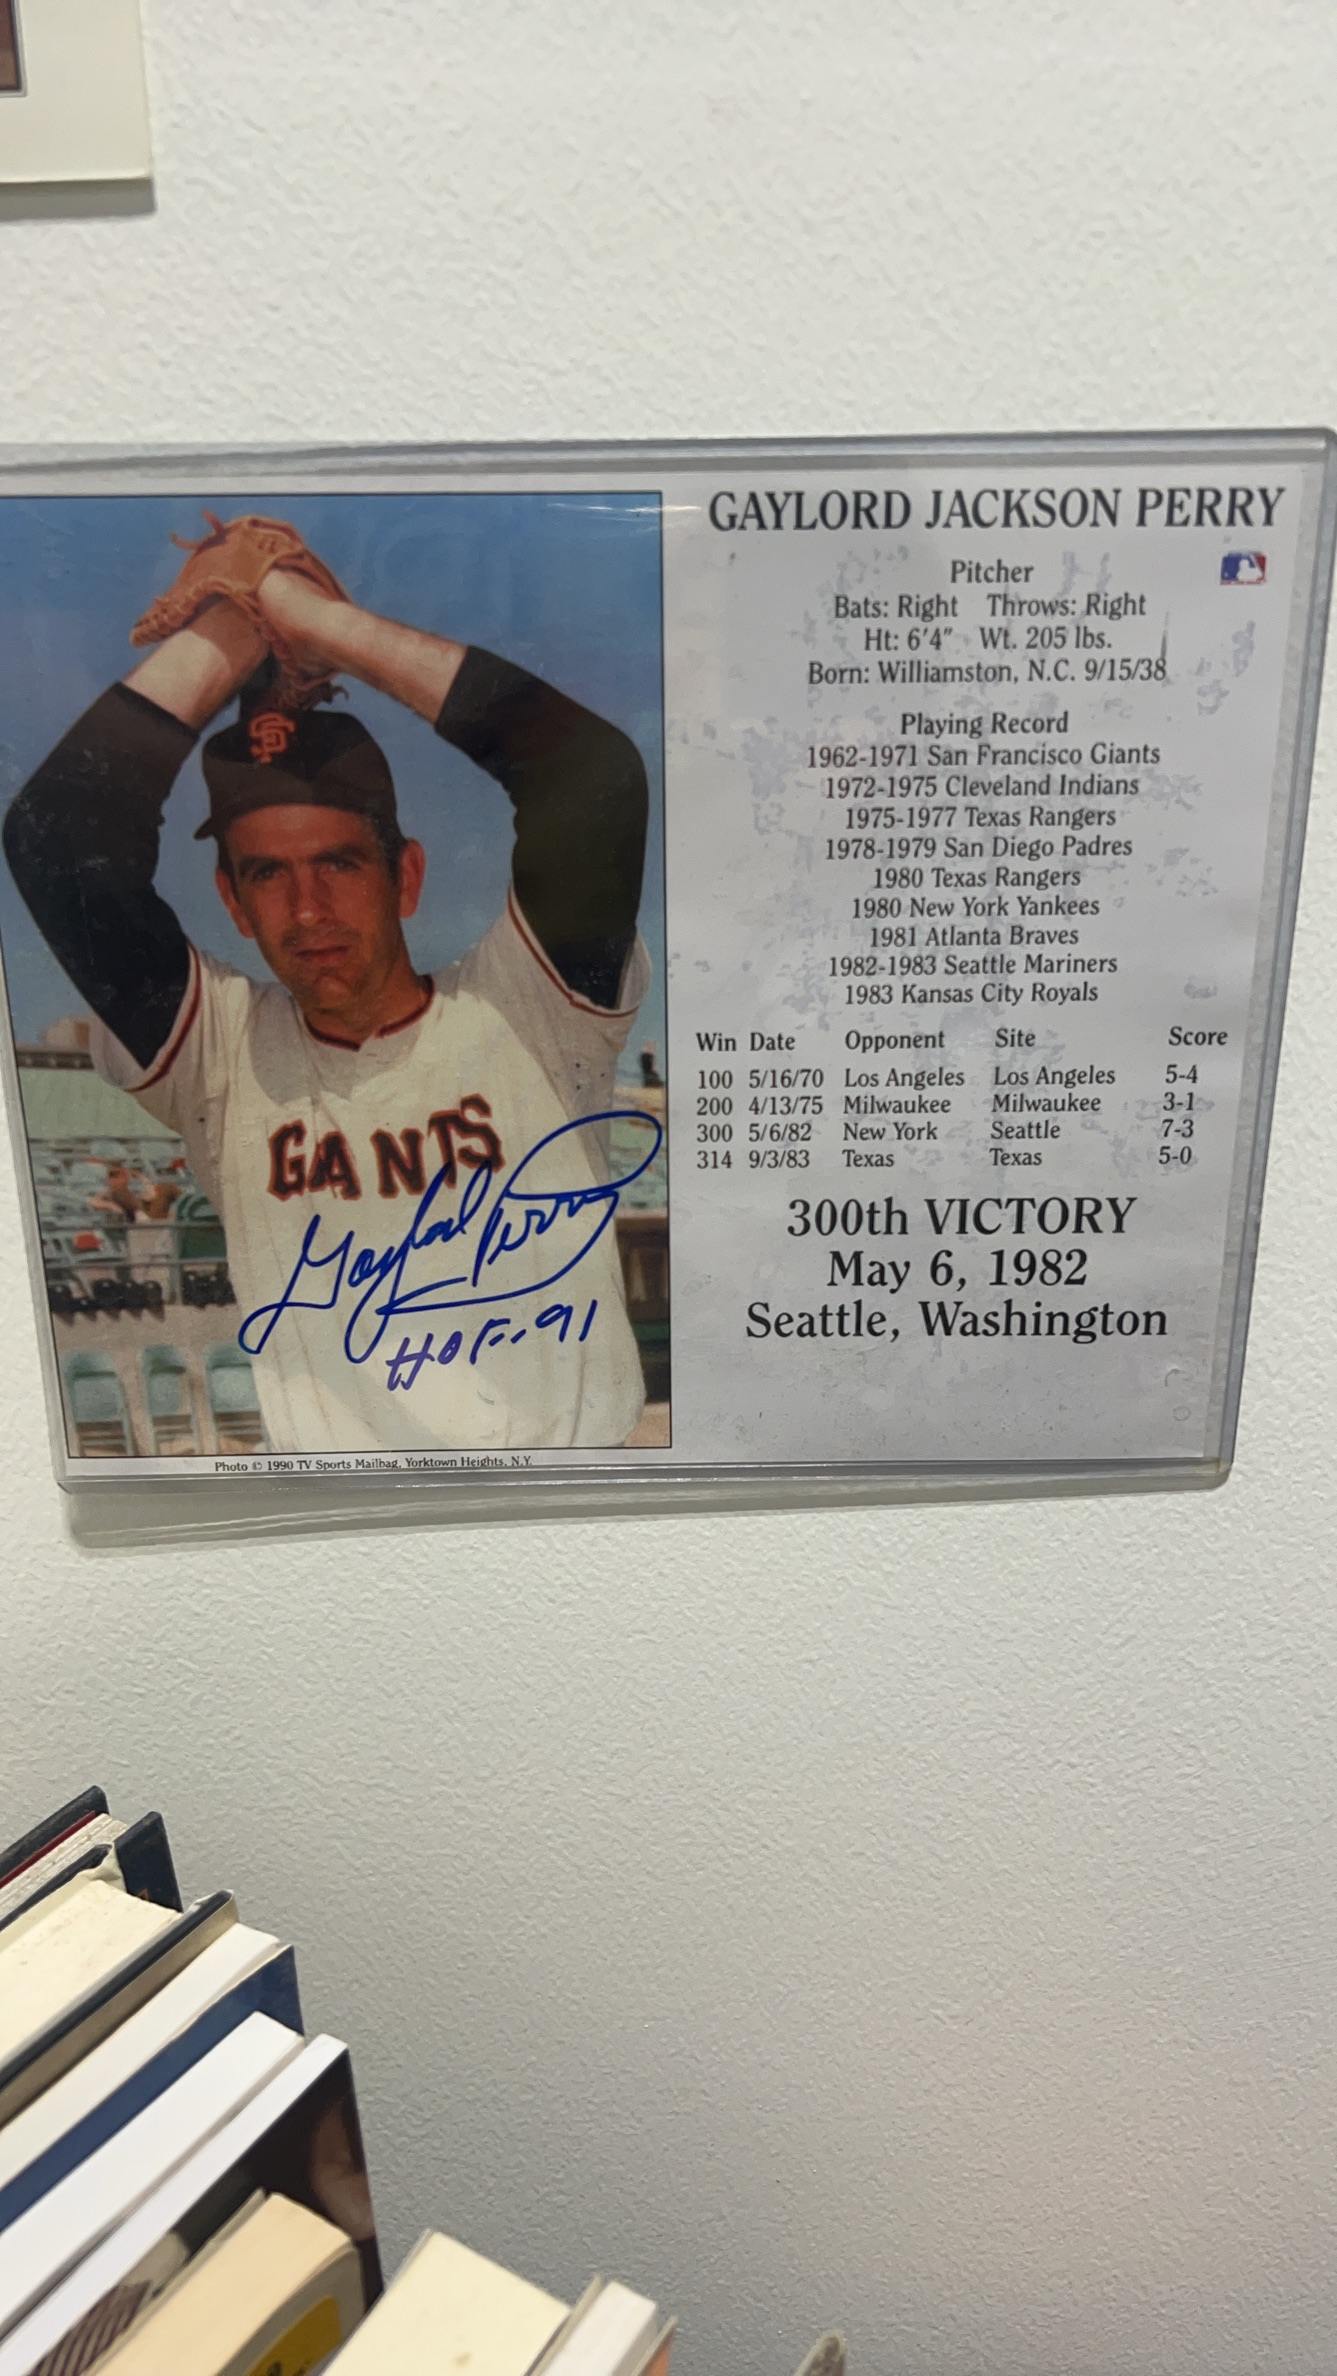 GAYLORD JACKSON PERRY
Pitcher
Bats: Right Throws: Right
Ht: 6'4" Wt. 205 lbs.
Born: Williamston, N.C. 9/15/38
Playing Record
1962-1971 San Francisco Giants
1972-1975 Cleveland Indians
1975-1977 Texas Rangers
1978-1979 San Diego Padres
1980 Texas Rangers
1980 New York Yankees
1981 Atlanta Braves
1982-1983 Seattle Mariners
1983 Kansas City Royals
Win Date Opponent Site Score
100 5/16/70 Los Angeles Los Angeles 5-4
200 4/13/75 Milwaukee Milwaukee 3-1
300 5/6/82 New York Seattle 7-3
314 9/3/83 Texas Texas 5-0
300th VICTORY
May 6, 1982
Seattle, Washington
SF
GIANTS
Gaylord Perry
HOF-91
Photo © 1990 TV Sports Mailbag, Yorktown Heights, N.Y.